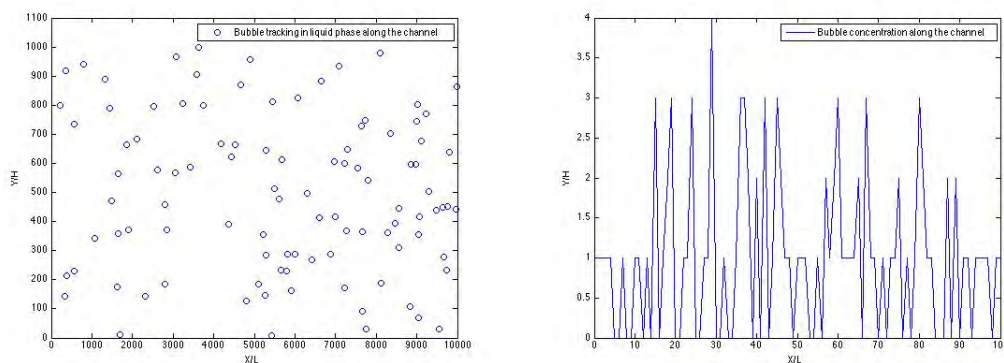 Bubble tracking in liquid phase along the channel
1100
1000
900
800
700
600
500
400
300
200
100
0
Y/H
0 1000 2000 3000 4000 5000 6000 7000 8000 9000 10000
X/L
Bubble concentration along the channel
4
3.5
3
2.5
2
1.5
1
0.5
0
Y/H
0 10 20 30 40 50 60 70 80 90 100
X/L